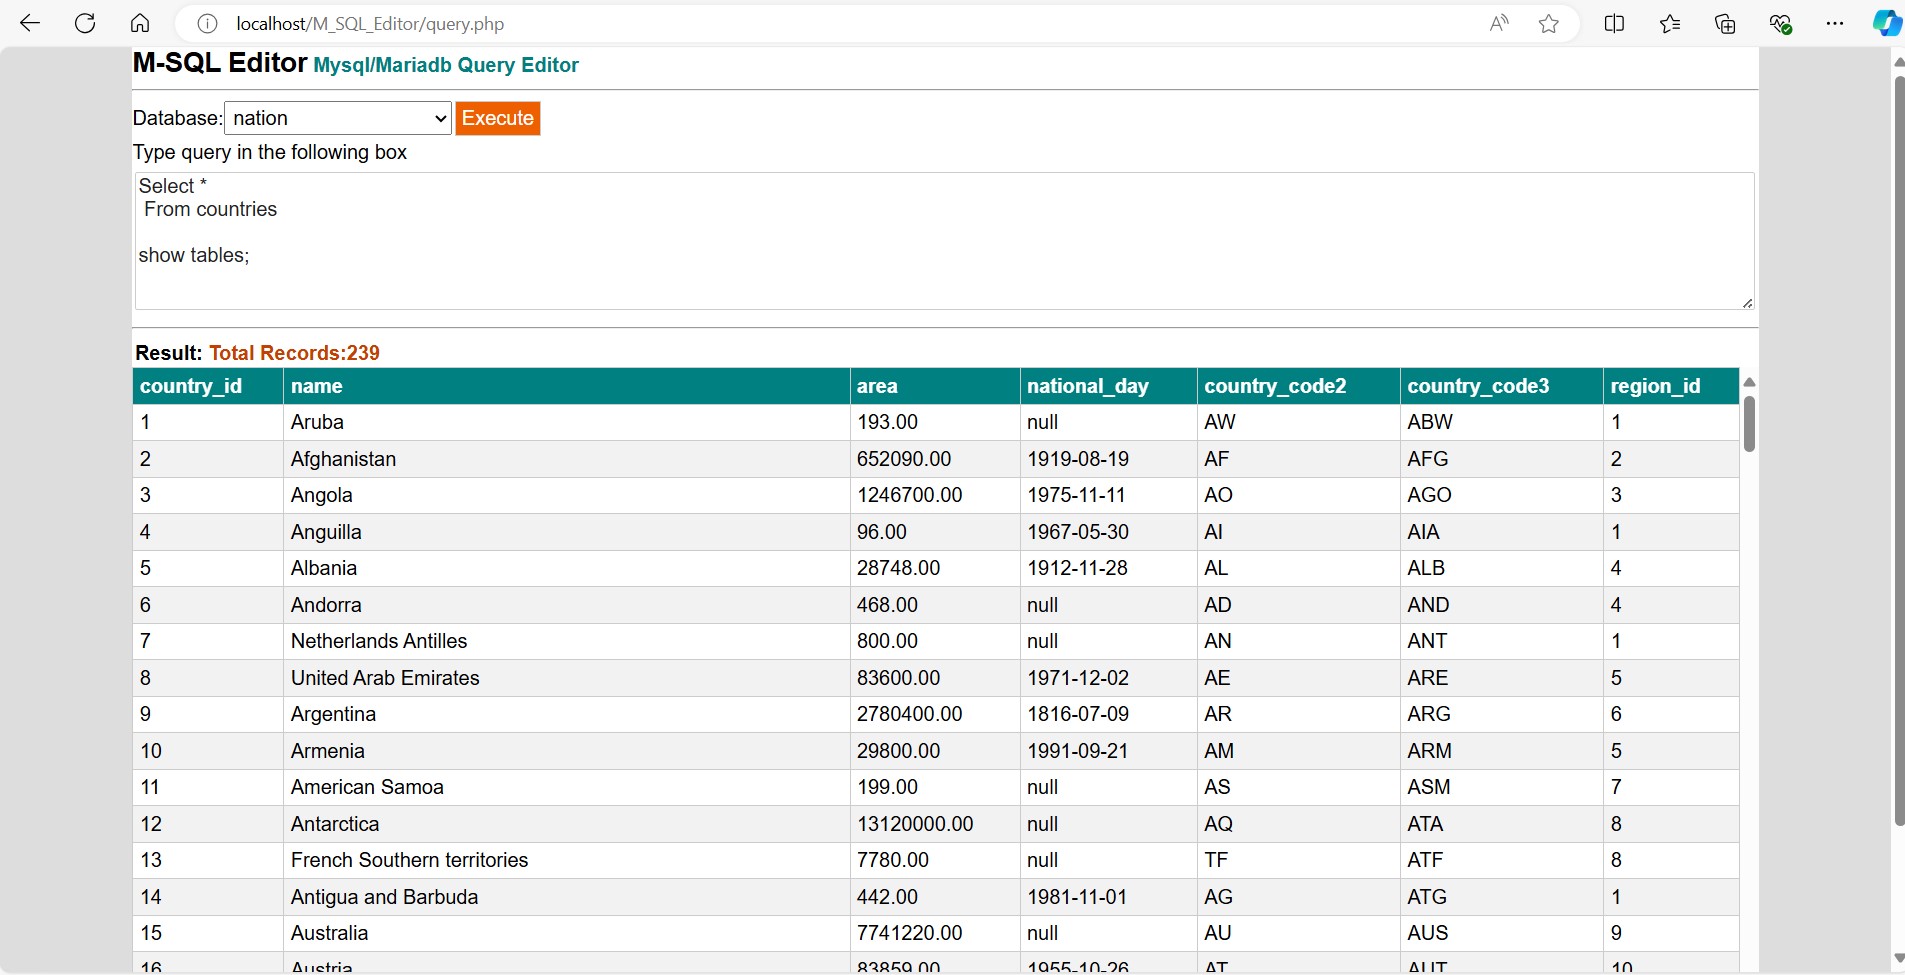 localhost/M_SQL_Editor/query.php
M-SQL Editor Mysql/Mariadb Query Editor
Database: nation Execute
Type query in the following box
Select *
From countries
show tables;
Result: Total Records:239
country_id name area national_day country_code2 country_code3 region_id
1 Aruba 193.00 null AW ABW 1
2 Afghanistan 652090.00 1919-08-19 AF AFG 2
3 Angola 1246700.00 1975-11-11 AO AGO 3
4 Anguilla 96.00 1967-05-30 AI AIA 1
5 Albania 28748.00 1912-11-28 AL ALB 4
6 Andorra 468.00 null AD AND 4
7 Netherlands Antilles 800.00 null AN ANT 1
8 United Arab Emirates 83600.00 1971-12-02 AE ARE 5
9 Argentina 2780400.00 1816-07-09 AR ARG 6
10 Armenia 29800.00 1991-09-21 AM ARM 5
11 American Samoa 199.00 null AS ASM 7
12 Antarctica 13120000.00 null AQ ATA 8
13 French Southern territories 7780.00 null TF ATF 8
14 Antigua and Barbuda 442.00 1981-11-01 AG ATG 1
15 Australia 7741220.00 null AU AUS 9
16 Austria 83859.00 1955-10-26 AT AUT 10